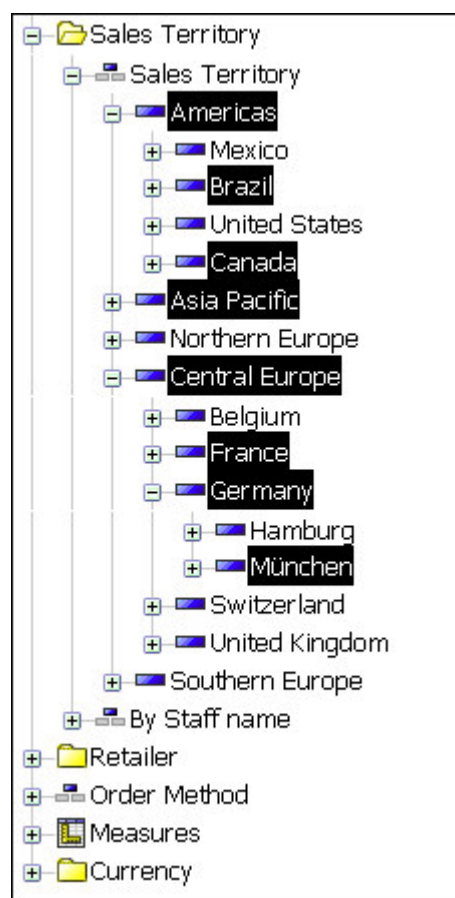 Sales Territory
Sales Territory
Americas
Mexico
Brazil
United States
Canada
Asia Pacific
Northern Europe
Central Europe
Belgium
France
Germany
Hamburg
München
Switzerland
United Kingdom
Southern Europe
By Staff name
Retailer
Order Method
Measures
Currency